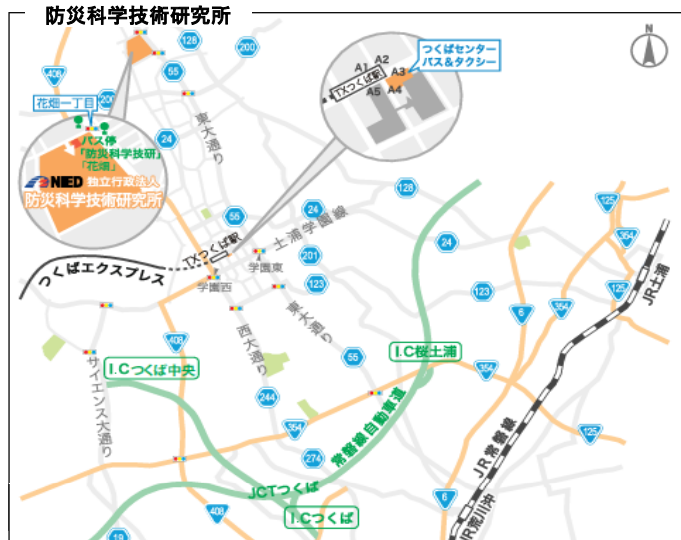 防災科学技術研究所
128
200
55
408
200
花畑一丁目
バス停
「防災科学技研」
「花畑」
NIED 独立行政法人
防災科学技術研究所
東大通り
24
A1
A2
A3
A4
A5
TXつくば駅
つくばセンター
バス&タクシー
N
128
55
24
土浦学園線
201
123
24
123
125
354
125
354
6
JR土浦
TXつくば駅
つくばエクスプレス
学園東
学園西
西大通り
東大通り
55
408
I.Cつくば中央
サイエンス大通り
I.C桜土浦
354
244
354
274
常磐線自動車道
JCTつくば
I.Cつくば
408
19
6
125
JR常磐線
JR荒川沖